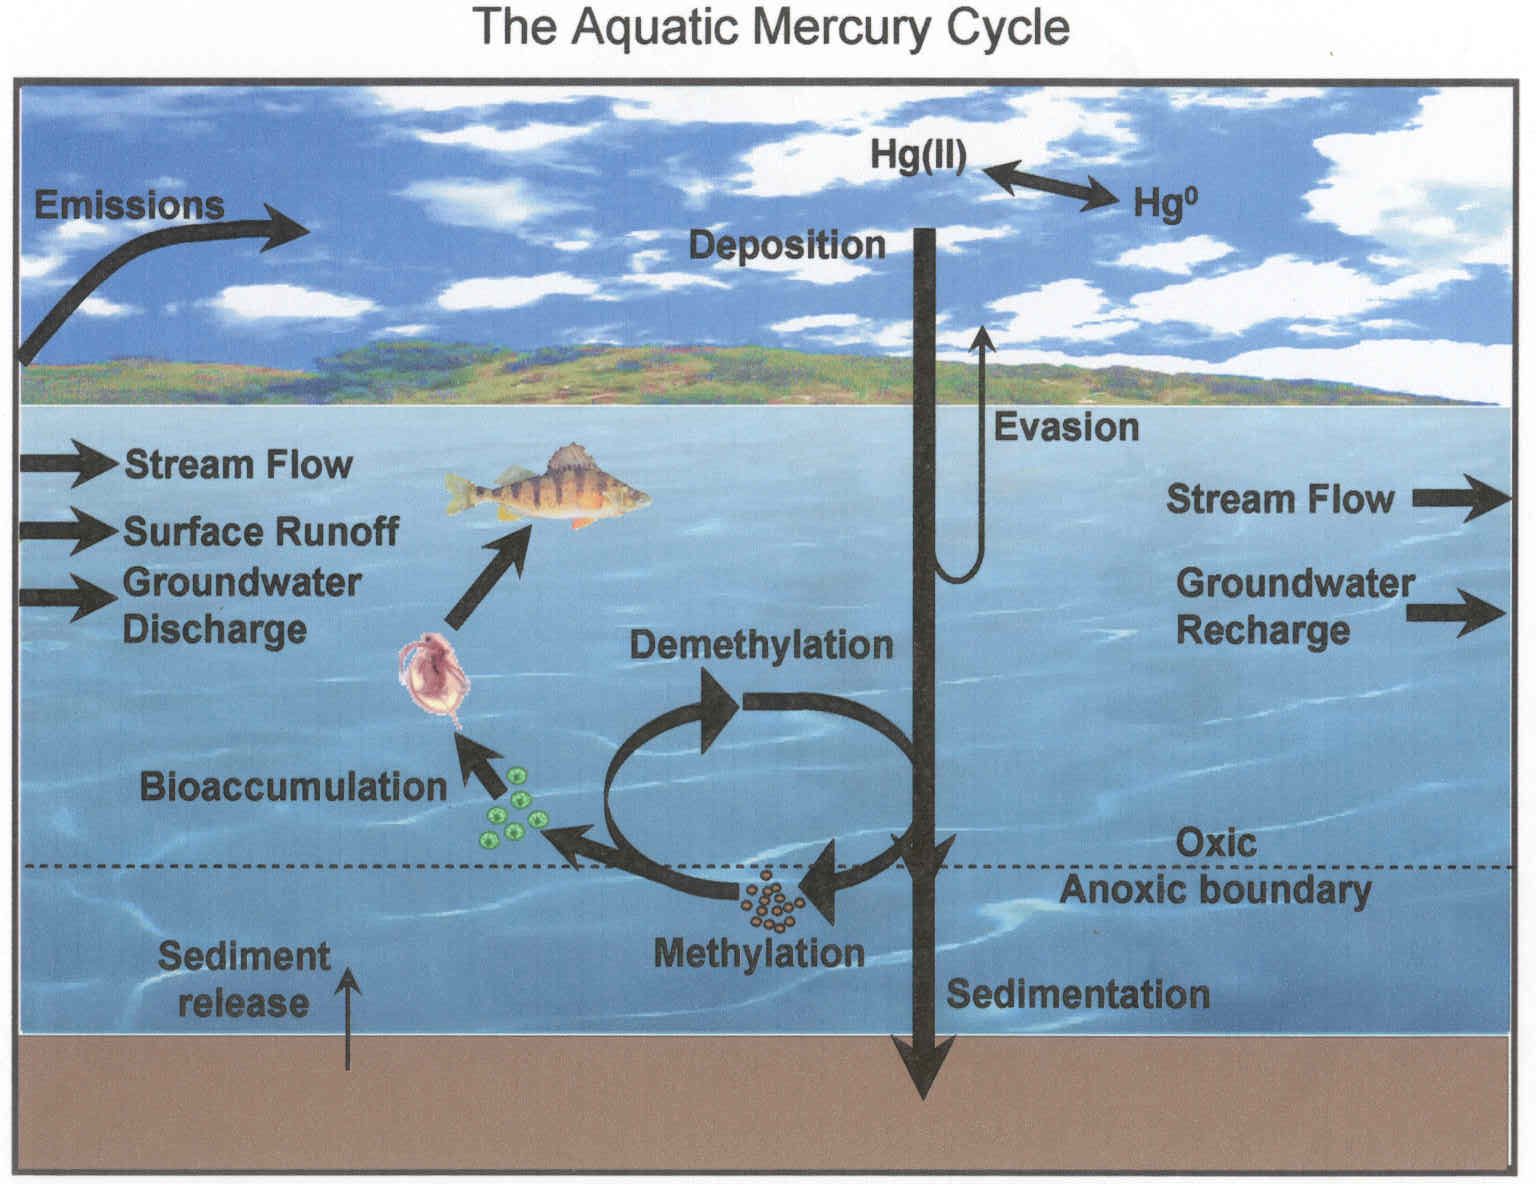 The Aquatic Mercury Cycle
Hg(II)
Hg⁰
Emissions
Deposition
Evasion
Stream Flow
Surface Runoff
Groundwater
Discharge
Stream Flow
Groundwater
Recharge
Demethylation
Bioaccumulation
Oxic
Anoxic boundary
Methylation
Sediment
release
Sedimentation